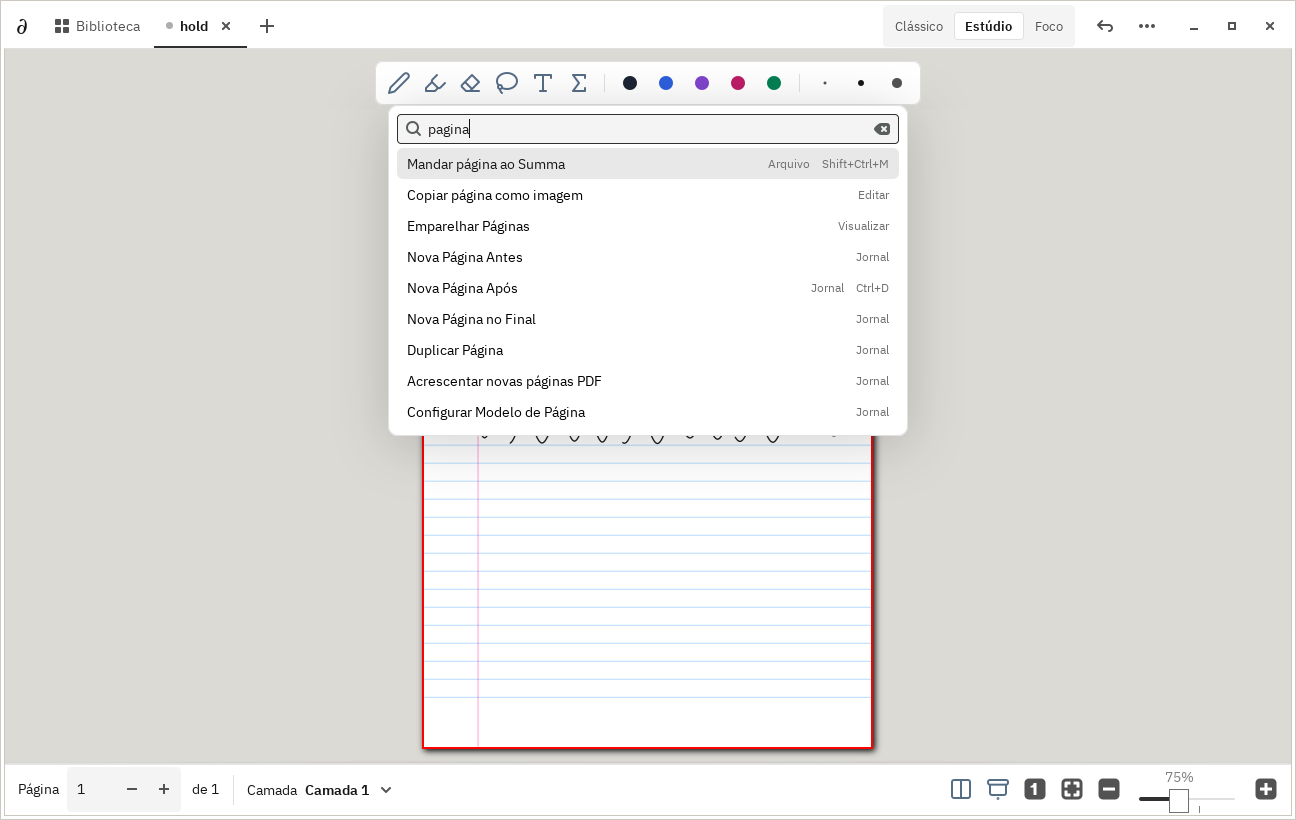 ∂ Biblioteca hold Clássico Estúdio Foco
pagina
Mandar página ao Summa Arquivo Shift+Ctrl+M
Copiar página como imagem Editar
Emparelhar Páginas Visualizar
Nova Página Antes Jornal
Nova Página Após Jornal Ctrl+D
Nova Página no Final Jornal
Duplicar Página Jornal
Acrescentar novas páginas PDF Jornal
Configurar Modelo de Página Jornal
Página 1 de 1 Camada Camada 1 1 75%